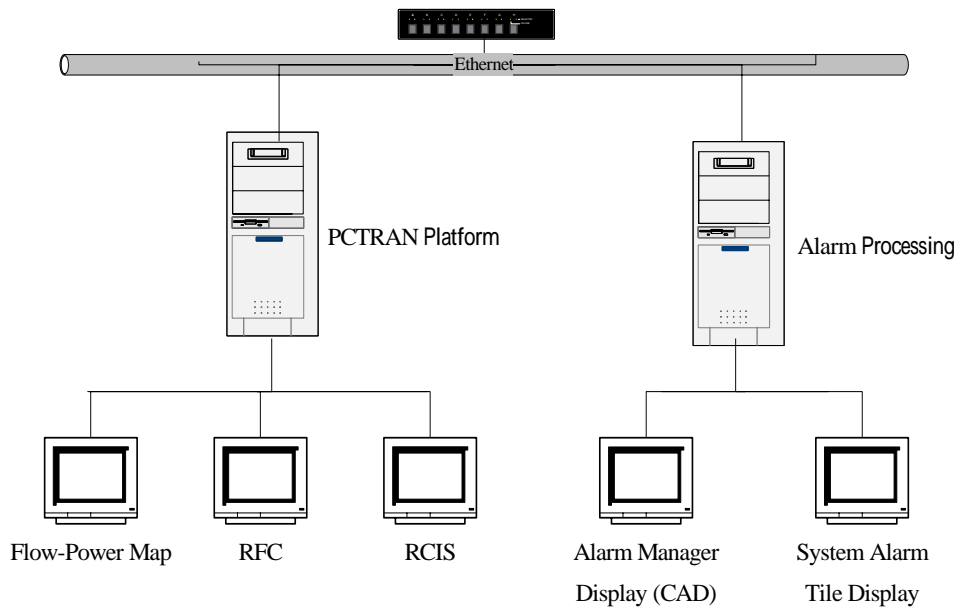 Ethernet
PCTRAN Platform
Alarm Processing
Flow-Power Map
RFC
RCIS
Alarm Manager
Display (CAD)
System Alarm
Tile Display